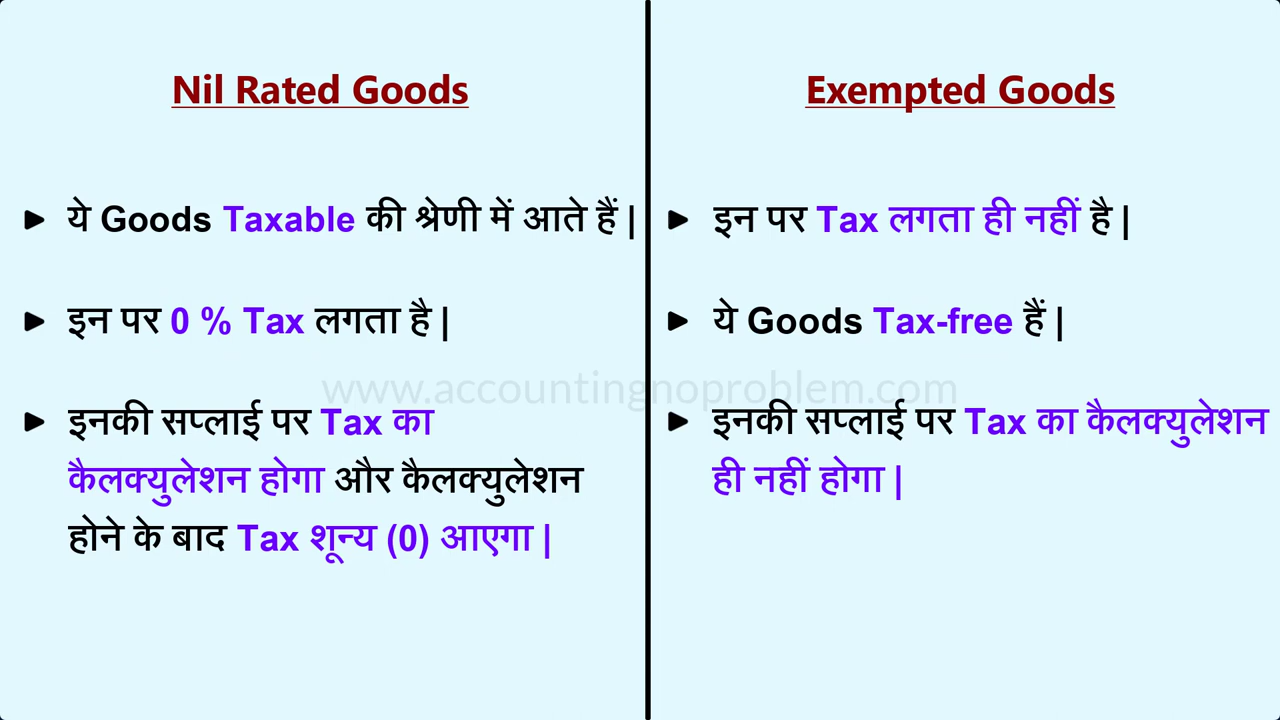 Nil Rated Goods
ये Goods Taxable की श्रेणी में आते हैं |
इन पर 0 % Tax लगता है |
इनकी सप्लाई पर Tax का
कैलक्युलेशन होगा और कैलक्युलेशन
होने के बाद Tax शून्य (0) आएगा |
Exempted Goods
इन पर Tax लगता ही नहीं है |
ये Goods Tax-free हैं |
इनकी सप्लाई पर Tax का कैलक्युलेशन
ही नहीं होगा |
www.accountingnoproblem.com